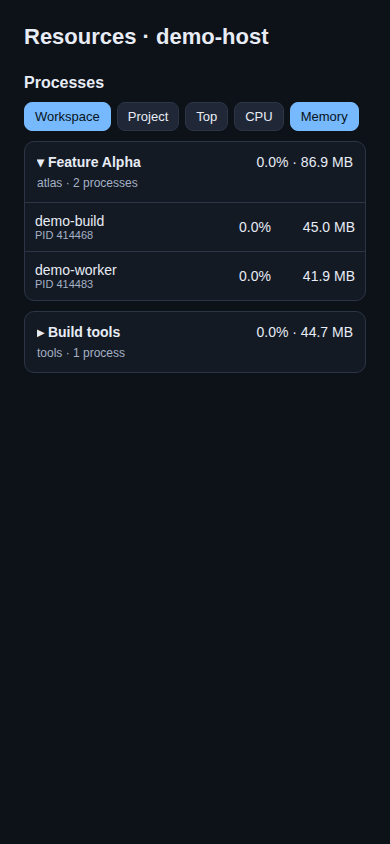 Resources · demo-host
Processes
Workspace Project Top CPU Memory
▾ Feature Alpha 0.0% · 86.9 MB
atlas · 2 processes
demo-build 0.0% 45.0 MB
PID 414468
demo-worker 0.0% 41.9 MB
PID 414483
▸ Build tools 0.0% · 44.7 MB
tools · 1 process